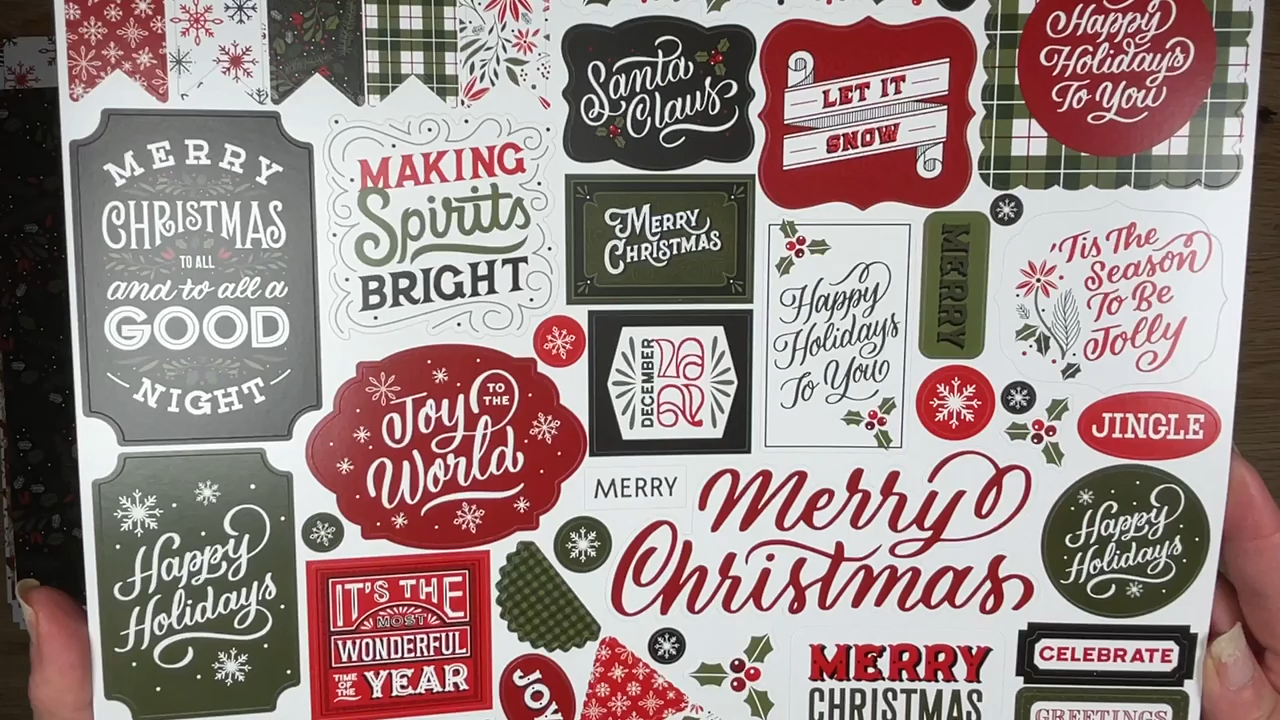 Santa
Claus
LET IT
SNOW
Happy
Holidays
To You
MERRY
CHRISTMAS
TO ALL
and to all a
GOOD
NIGHT
MAKING
Spirits
BRIGHT
MERRY
CHRISTMAS
Happy
Holidays
To You
MERRY
'Tis The
Season
To Be
Jolly
DECEMBER
25
Joy
TO
THE
World
JINGLE
MERRY
Merry
Christmas
Happy
Holidays
Happy
Holidays
IT'S THE
MOST
WONDERFUL
TIME
OF THE
YEAR
JOY
MERRY
CHRISTMAS
CELEBRATE
GREETINGS